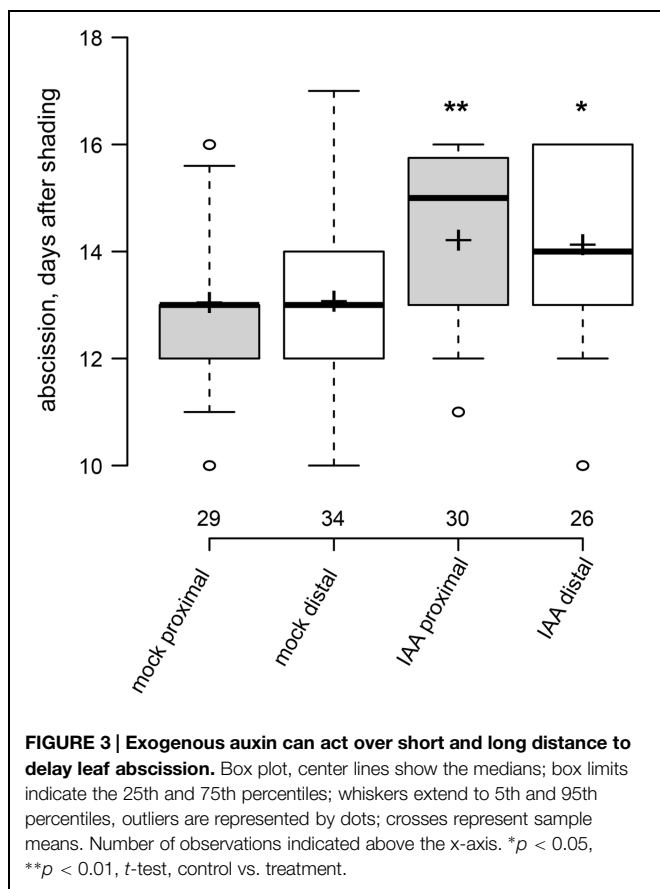 18
16
14
12
10
abscission, days after shading
** *
29 34 30 26
mock proximal
mock distal
IAA proximal
IAA distal
FIGURE 3 | Exogenous auxin can act over short and long distance to
delay leaf abscission. Box plot, center lines show the medians; box limits
indicate the 25th and 75th percentiles; whiskers extend to 5th and 95th
percentiles, outliers are represented by dots; crosses represent sample
means. Number of observations indicated above the x-axis. *p < 0.05,
**p < 0.01, t-test, control vs. treatment.